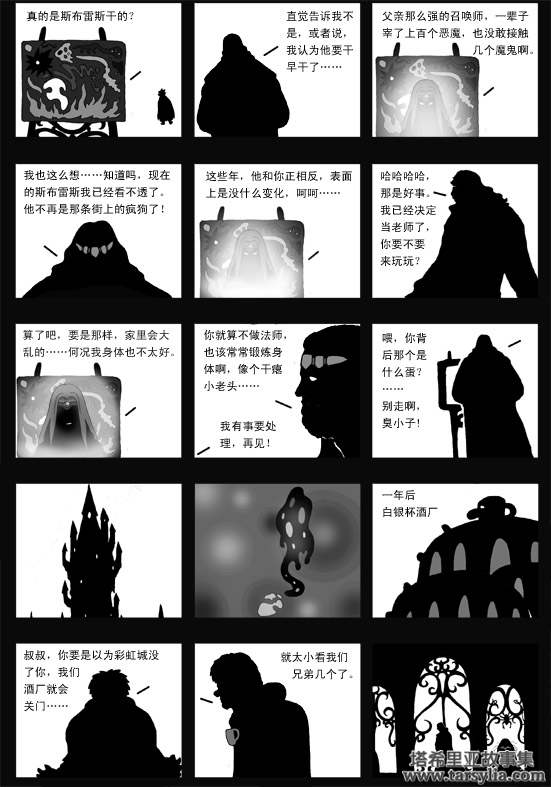 真的是斯布雷斯干的?
直觉告诉我不
是,或者说,
我认为他要干
早干了……
父亲那么强的召唤师,一辈子
宰了上百个恶魔,也没敢接触
几个魔鬼啊。
我也这么想……知道吗,现在
的斯布雷斯我已经看不透了。
他不再是那条街上的疯狗了!
这些年,他和你正相反,表面
上是没什么变化,呵呵……
哈哈哈哈,
那是好事。
我已经决定
当老师了,
你要不要
来玩玩?
算了吧,要是那样,家里会大
乱的……何况我身体也不太好。
你就算不做法师,
也该常常锻炼身
体啊,像个干瘪
小老头……
我有事要处
理,再见!
喂,你背
后那个是
什么蛋?
……
别走啊,
臭小子!
一年后
白银杯酒厂
叔叔,你要是以为彩虹城没
了你,我们
酒厂就会
关门……
就太小看我们
兄弟几个了。
塔希里亚故事集
www.tarsylia.com